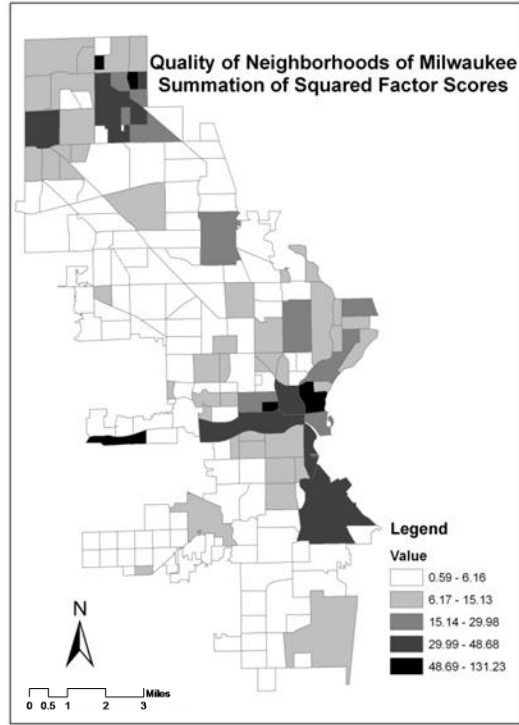 Quality of Neighborhoods of Milwaukee
Summation of Squared Factor Scores
Legend
Value
0.59 - 6.16
6.17 - 15.13
15.14 - 29.98
29.99 - 48.68
48.69 - 131.23
N
Miles
0 0.5 1 2 3